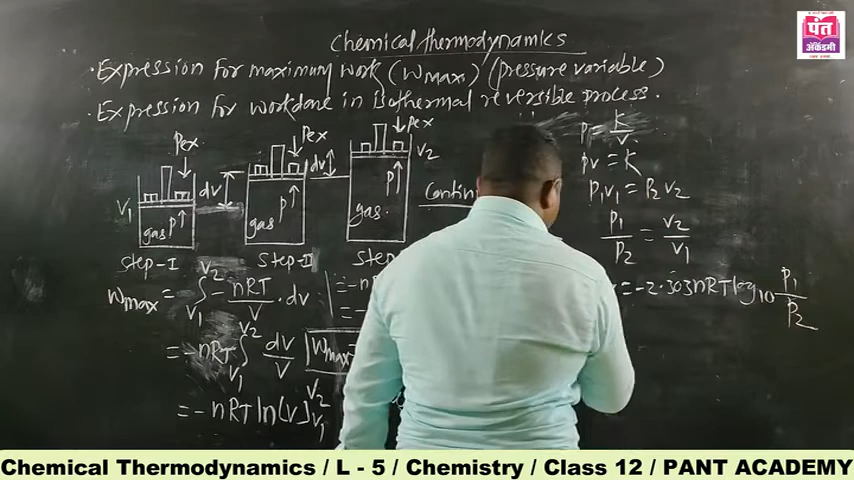 पंत
अकॅडमी
Chemical thermodynamics
· Expression for maximum work (Wmax) (pressure variable)
· Expression for workdone in isothermal reversible process.
Pex
Pex
Pex
V2
dv
dv
V1
gas P↑
gas P↑
gas. P↑
Step-I
Step-II
Step
P = K/V
PV = K
P1V1 = P2V2
P1/P2 = V2/V1
= -2.303nRT log10 P1/P2
Wmax = ∫V1V2 -nRT/V · dv
= -nRT ∫V1V2 dv/V
Wmax
= -nRT ln[V]V1V2
Chemical Thermodynamics / L - 5 / Chemistry / Class 12 / PANT ACADEMY